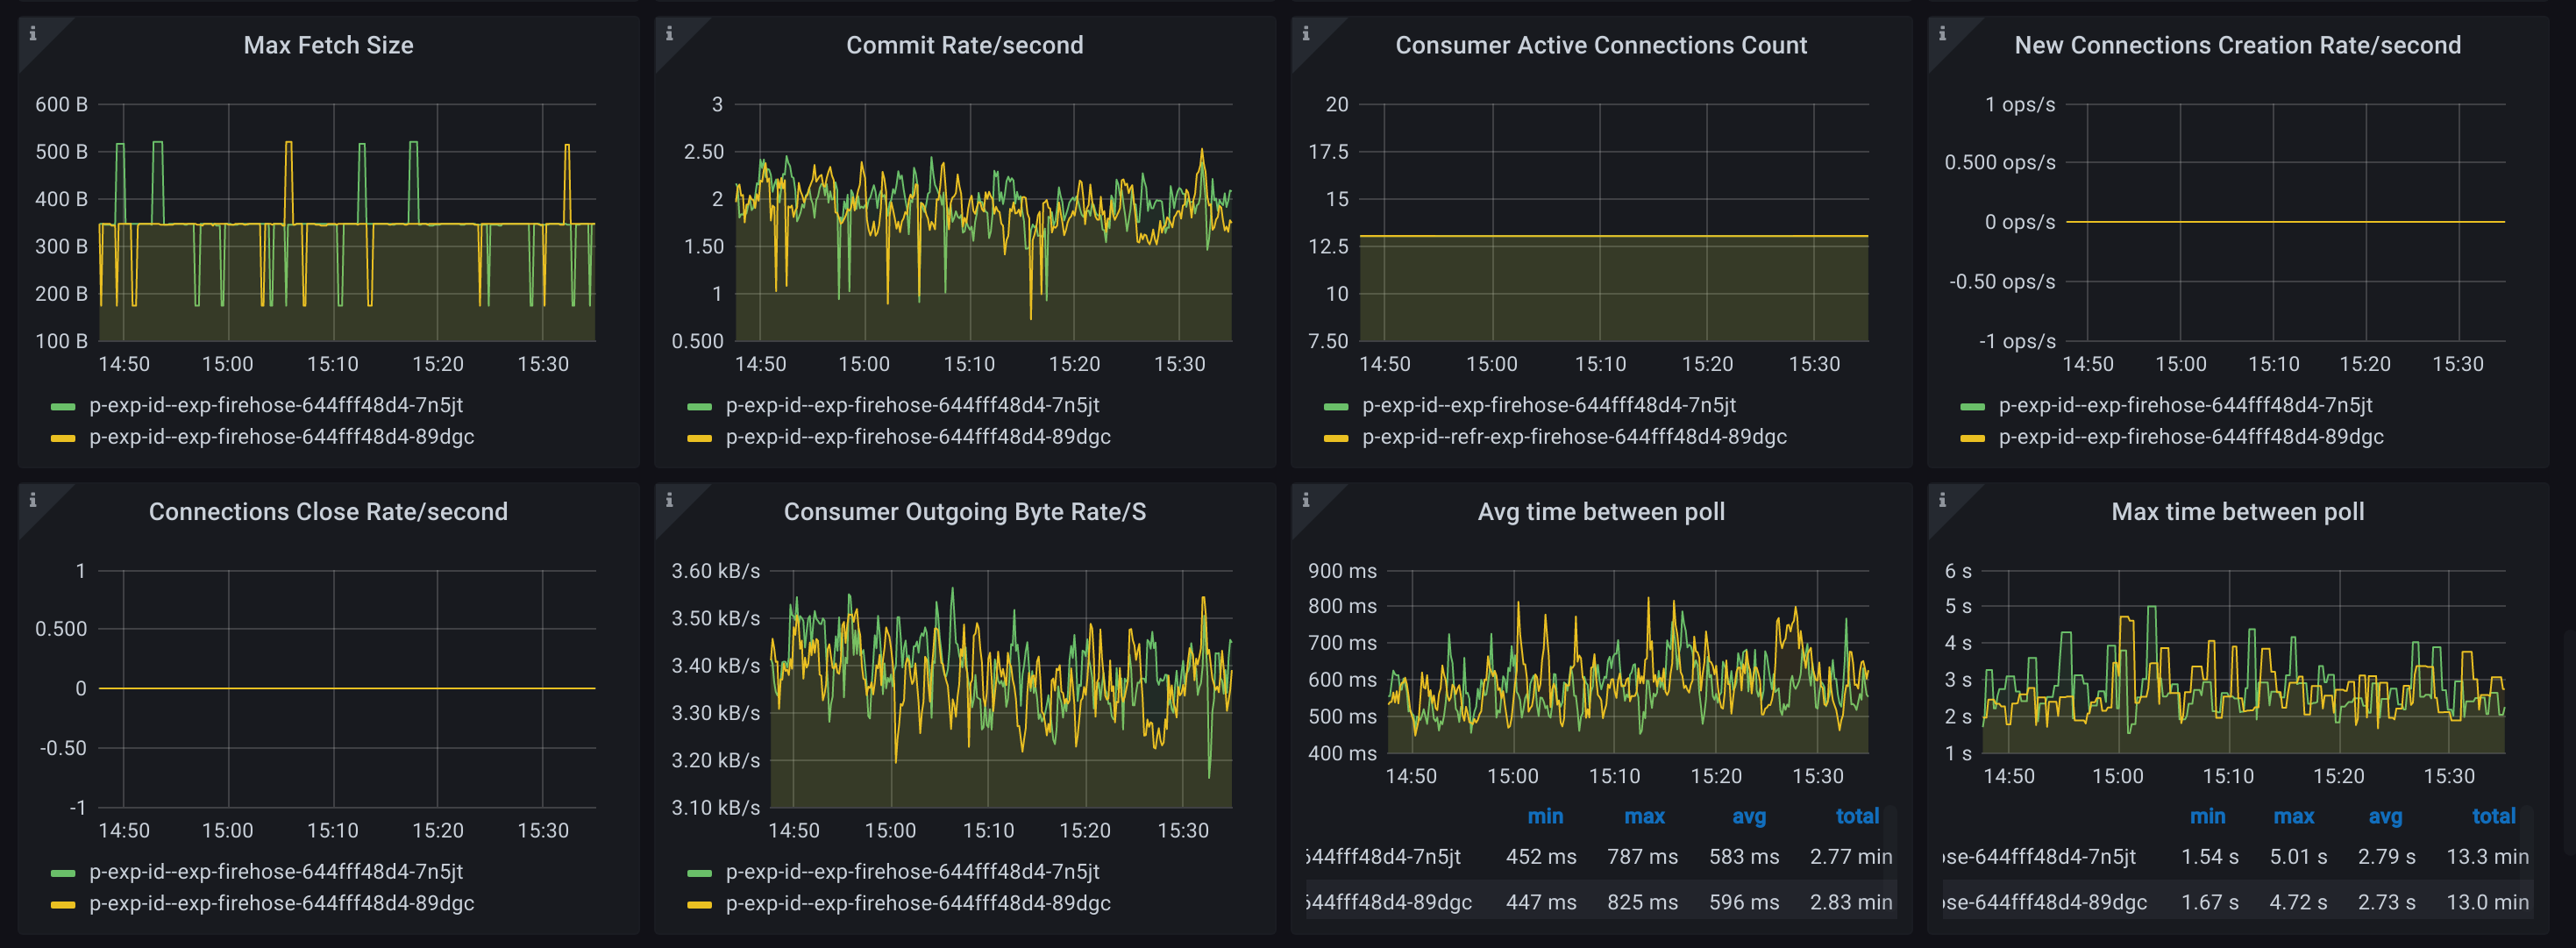 Max Fetch Size
600 B
500 B
400 B
300 B
200 B
100 B
14:50 15:00 15:10 15:20 15:30
p-exp-id--exp-firehose-644fff48d4-7n5jt
p-exp-id--exp-firehose-644fff48d4-89dgc
Commit Rate/second
3
2.50
2
1.50
1
0.500
14:50 15:00 15:10 15:20 15:30
p-exp-id--exp-firehose-644fff48d4-7n5jt
p-exp-id--exp-firehose-644fff48d4-89dgc
Consumer Active Connections Count
20
17.5
15
12.5
10
7.50
14:50 15:00 15:10 15:20 15:30
p-exp-id--exp-firehose-644fff48d4-7n5jt
p-exp-id--refr-exp-firehose-644fff48d4-89dgc
New Connections Creation Rate/second
1 ops/s
0.500 ops/s
0 ops/s
-0.50 ops/s
-1 ops/s
14:50 15:00 15:10 15:20 15:30
p-exp-id--exp-firehose-644fff48d4-7n5jt
p-exp-id--exp-firehose-644fff48d4-89dgc
Connections Close Rate/second
1
0.500
0
-0.50
-1
14:50 15:00 15:10 15:20 15:30
p-exp-id--exp-firehose-644fff48d4-7n5jt
p-exp-id--exp-firehose-644fff48d4-89dgc
Consumer Outgoing Byte Rate/S
3.60 kB/s
3.50 kB/s
3.40 kB/s
3.30 kB/s
3.20 kB/s
3.10 kB/s
14:50 15:00 15:10 15:20 15:30
p-exp-id--exp-firehose-644fff48d4-7n5jt
p-exp-id--exp-firehose-644fff48d4-89dgc
Avg time between poll
900 ms
800 ms
700 ms
600 ms
500 ms
400 ms
14:50 15:00 15:10 15:20 15:30
min max avg total
644fff48d4-7n5jt 452 ms 787 ms 583 ms 2.77 min
644fff48d4-89dgc 447 ms 825 ms 596 ms 2.83 min
Max time between poll
6 s
5 s
4 s
3 s
2 s
1 s
14:50 15:00 15:10 15:20 15:30
min max avg total
ose-644fff48d4-7n5jt 1.54 s 5.01 s 2.79 s 13.3 min
ose-644fff48d4-89dgc 1.67 s 4.72 s 2.73 s 13.0 min